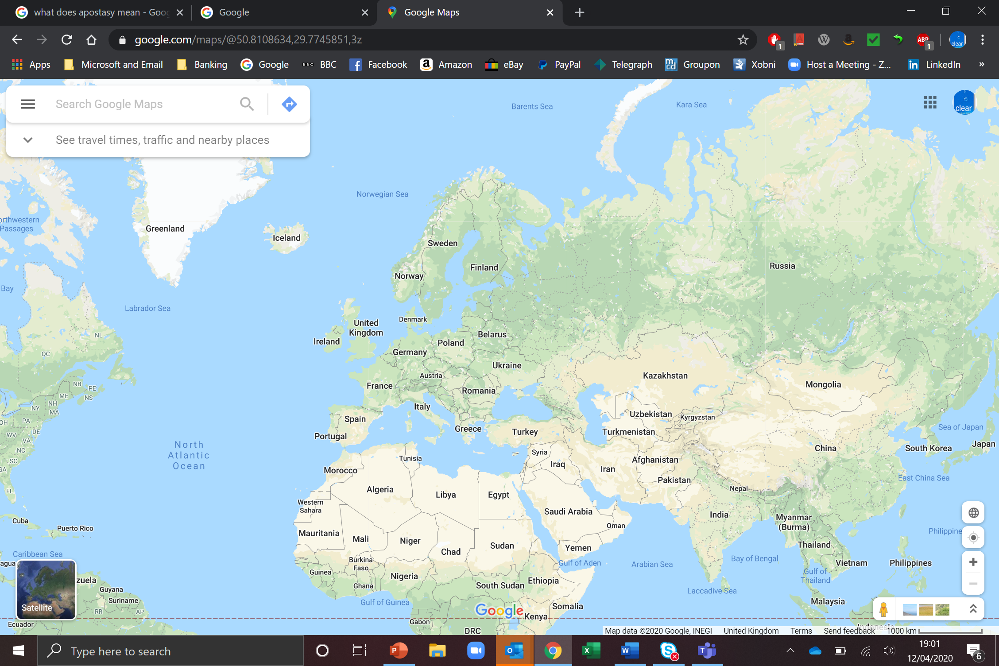 what does apostasy mean - Goog
Google
Google Maps
google.com/maps/@50.8108634,29.7745851,3z
1
ABP
1
clear
Apps
Microsoft and Email
Banking
Google
BBC
BBC
Facebook
Amazon
eBay
PayPal
Telegraph
Groupon
Xobni
Host a Meeting - Z...
LinkedIn
»
Search Google Maps
See travel times, traffic and nearby places
clear
Barents Sea
Kara Sea
Norwegian Sea
orthwestern
Passages
Greenland
Iceland
Sweden
Finland
Norway
Russia
Bay
Labrador Sea
Denmark
United
Kingdom
Ireland
Belarus
Poland
Germany
Ukraine
NL
QC
Austria
France
Romania
Kazakhstan
Mongolia
NB
PE
ME
NS
NH
NY
MA
Italy
Spain
Portugal
Greece
Turkey
Uzbekistan
Kyrgyzstan
Turkmenistan
OH
PA
DE
WV
VA
NC
SC
GA
FL
North
Atlantic
Ocean
Sea of Japan
Japan
South Korea
China
Syria
Iraq
Iran
Afghanistan
Pakistan
Nepal
East China Sea
Tunisia
Morocco
Algeria
Libya
Egypt
Western
Sahara
Saudi Arabia
Oman
India
Myanmar
(Burma)
Cuba
Puerto Rico
Mauritania
Mali
Niger
Chad
Sudan
Yemen
Thailand
Philippine
Caribbean Sea
agua
Burkina
Faso
Guinea
Nigeria
Ghana
Gulf of Aden
Arabian Sea
Bay of Bengal
Vietnam
Philippines
Gulf of
Thailand
South Sudan
Ethiopia
Laccadive Sea
zuela
Guyana
Suriname
RR
AP
Satellite
Ecuador
Gulf of Guinea
Google
Somalia
Kenya
Gabon
DRC
Malaysia
Indonesia
Map data ©2020 Google, INEGI
United Kingdom
Terms
Send feedback
1000 km
Type here to search
19:01
12/04/2020
6